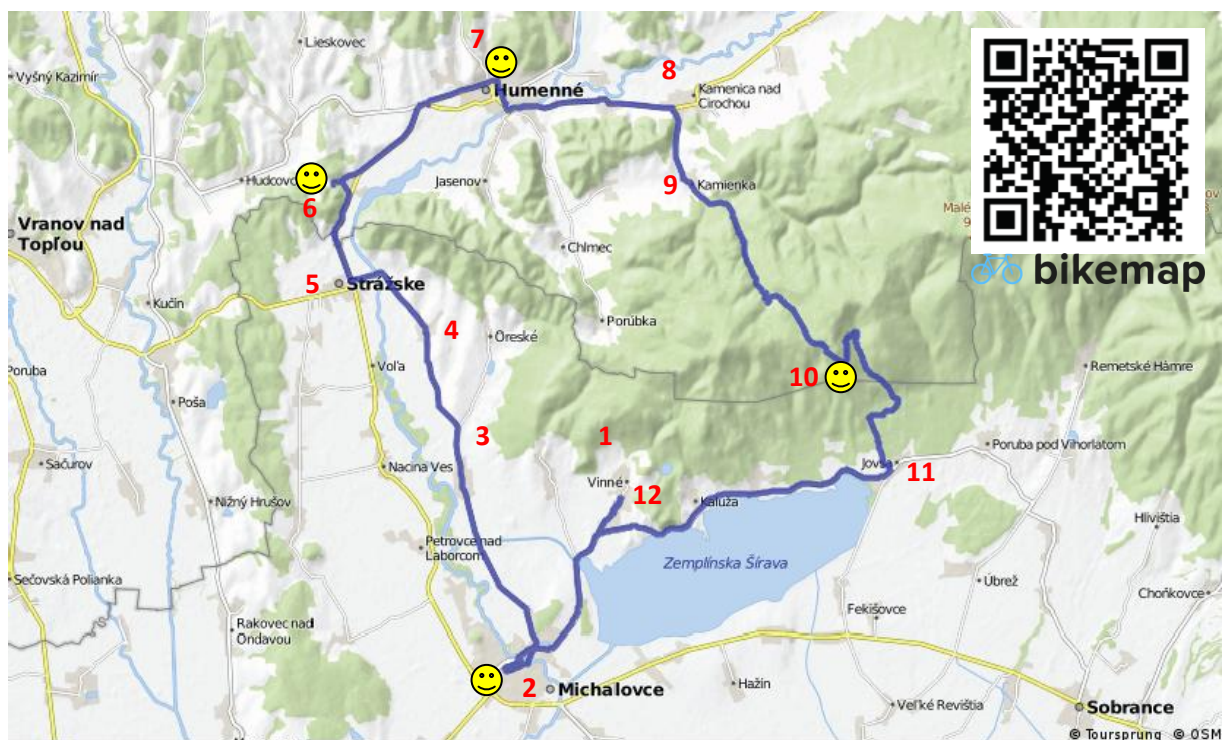 7
Lieskovec
Vyšný Kazimír
8
Humenné
Kamenica nad
Cirochou
Hudcovc
Jasenov
9
Kamienka
6
Vranov nad
Topľou
Malé
Chlmec
bikemap
5
Strážske
Kučín
4
Öreské
Porúbka
Voľa
10
Remetské Hámre
Poruba
Poša
3
1
Poruba pod Vihorlatom
Sačurov
Nacina Ves
Jovsa
11
Vinné
12
Nižný Hrušov
Kaluža
Hlivištia
Petrovce nad
Laborcom
Zemplínska Šírava
Sečovská Polianka
Úbrež
Choňkovce
Fekišovce
Rakovec nad
Ondavou
2
Michalovce
Hažín
Veľké Revištia
Sobrance
© Toursprung © OSM